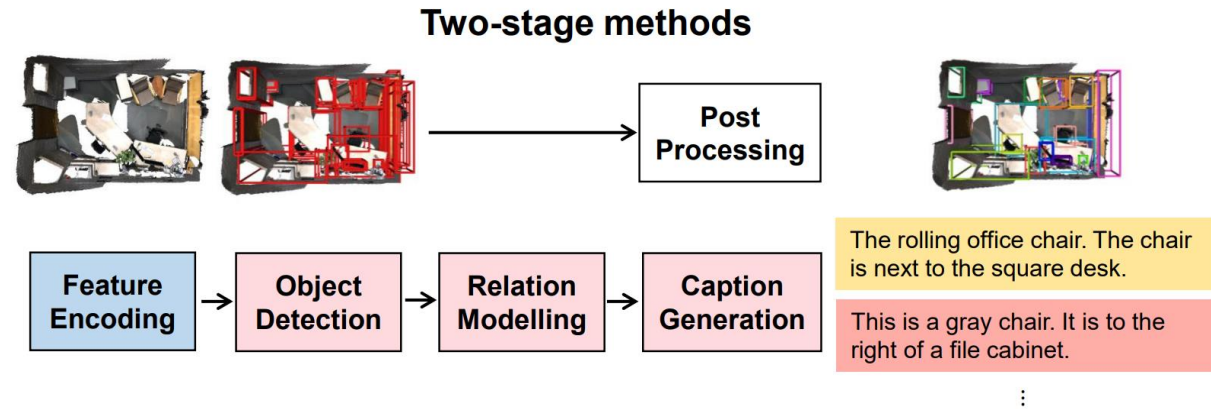 Two-stage methods
Post
Processing
Feature
Encoding
Object
Detection
Relation
Modelling
Caption
Generation
The rolling office chair. The chair
is next to the square desk.
This is a gray chair. It is to the
right of a file cabinet.
⋮